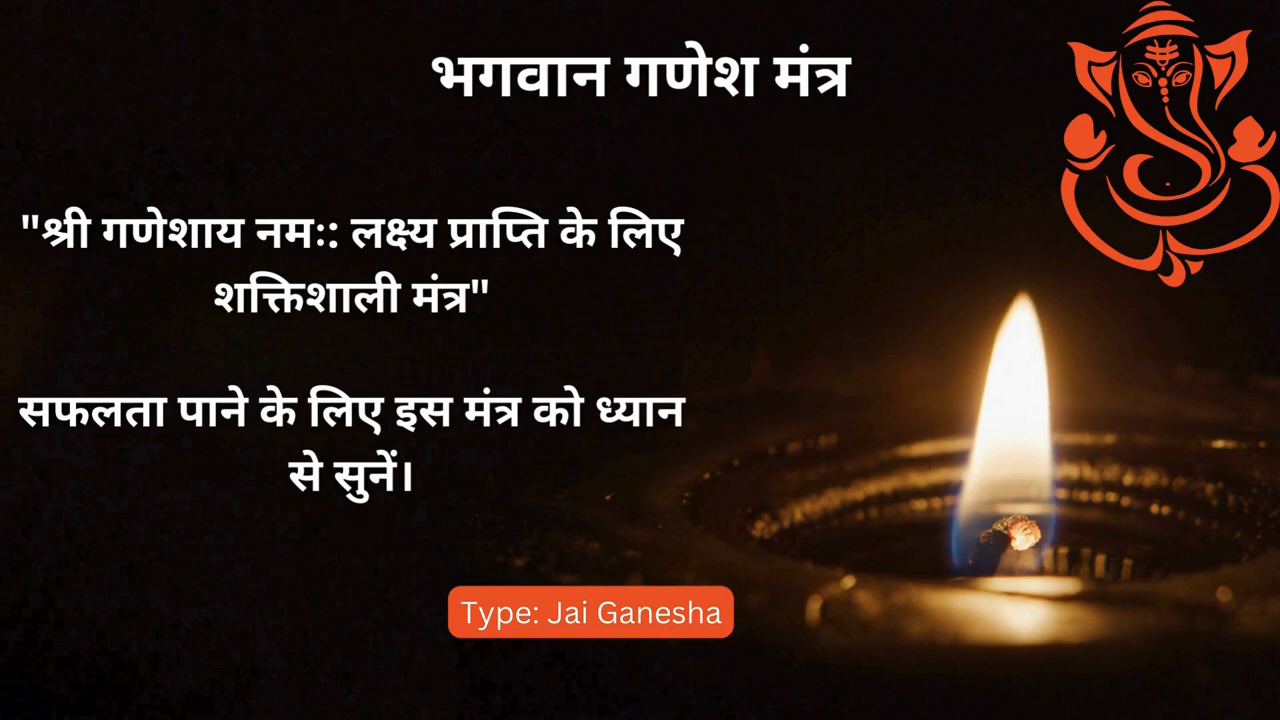 भगवान गणेश मंत्र
"श्री गणेशाय नमः: लक्ष्य प्राप्ति के लिए
शक्तिशाली मंत्र"
सफलता पाने के लिए इस मंत्र को ध्यान
से सुनें।
Type: Jai Ganesha